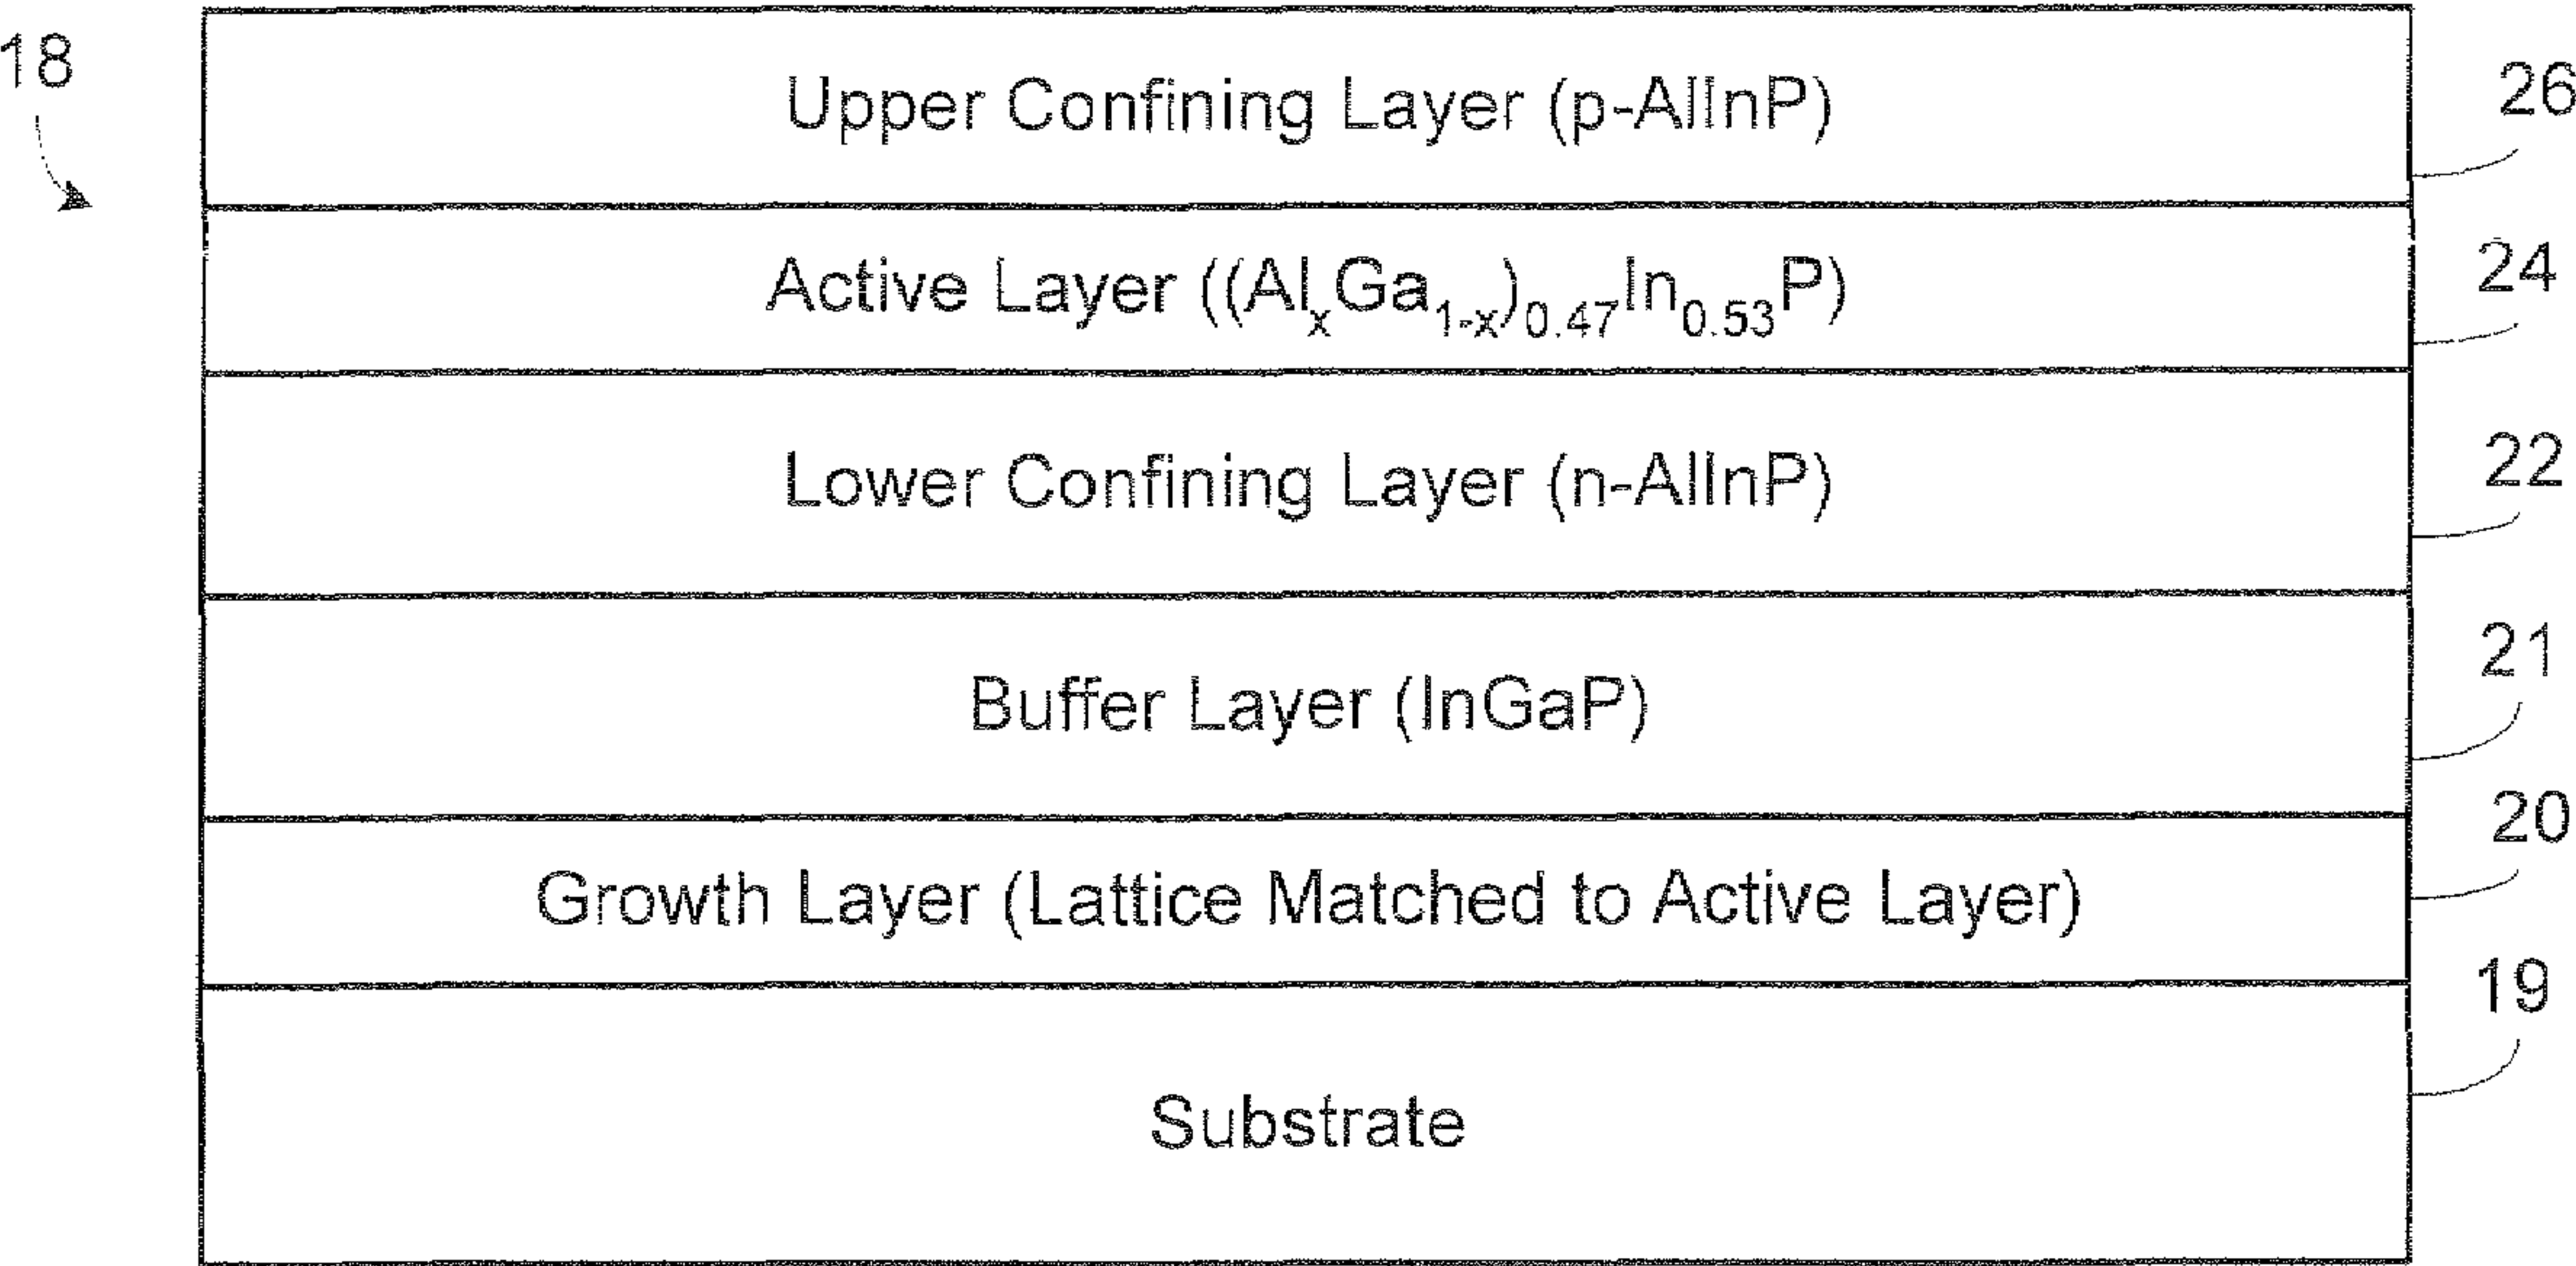 18
Upper Confining Layer (p-AlInP)
26
Active Layer ((AlxGa1-x)0.47In0.53P)
24
Lower Confining Layer (n-AlInP)
22
Buffer Layer (InGaP)
21
Growth Layer (Lattice Matched to Active Layer)
20
Substrate
19